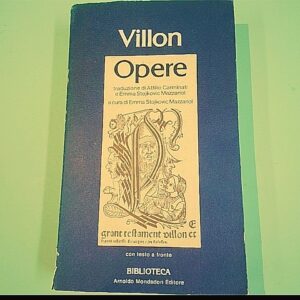 Villon
Opere
traduzione di Attilio Carminati
e Emma Stojkovic Mazzariol
a cura di Emma Stojkovic Mazzariol
grant testament villon et
con testo a fronte
BIBLIOTECA
Arnoldo Mondadori Editore